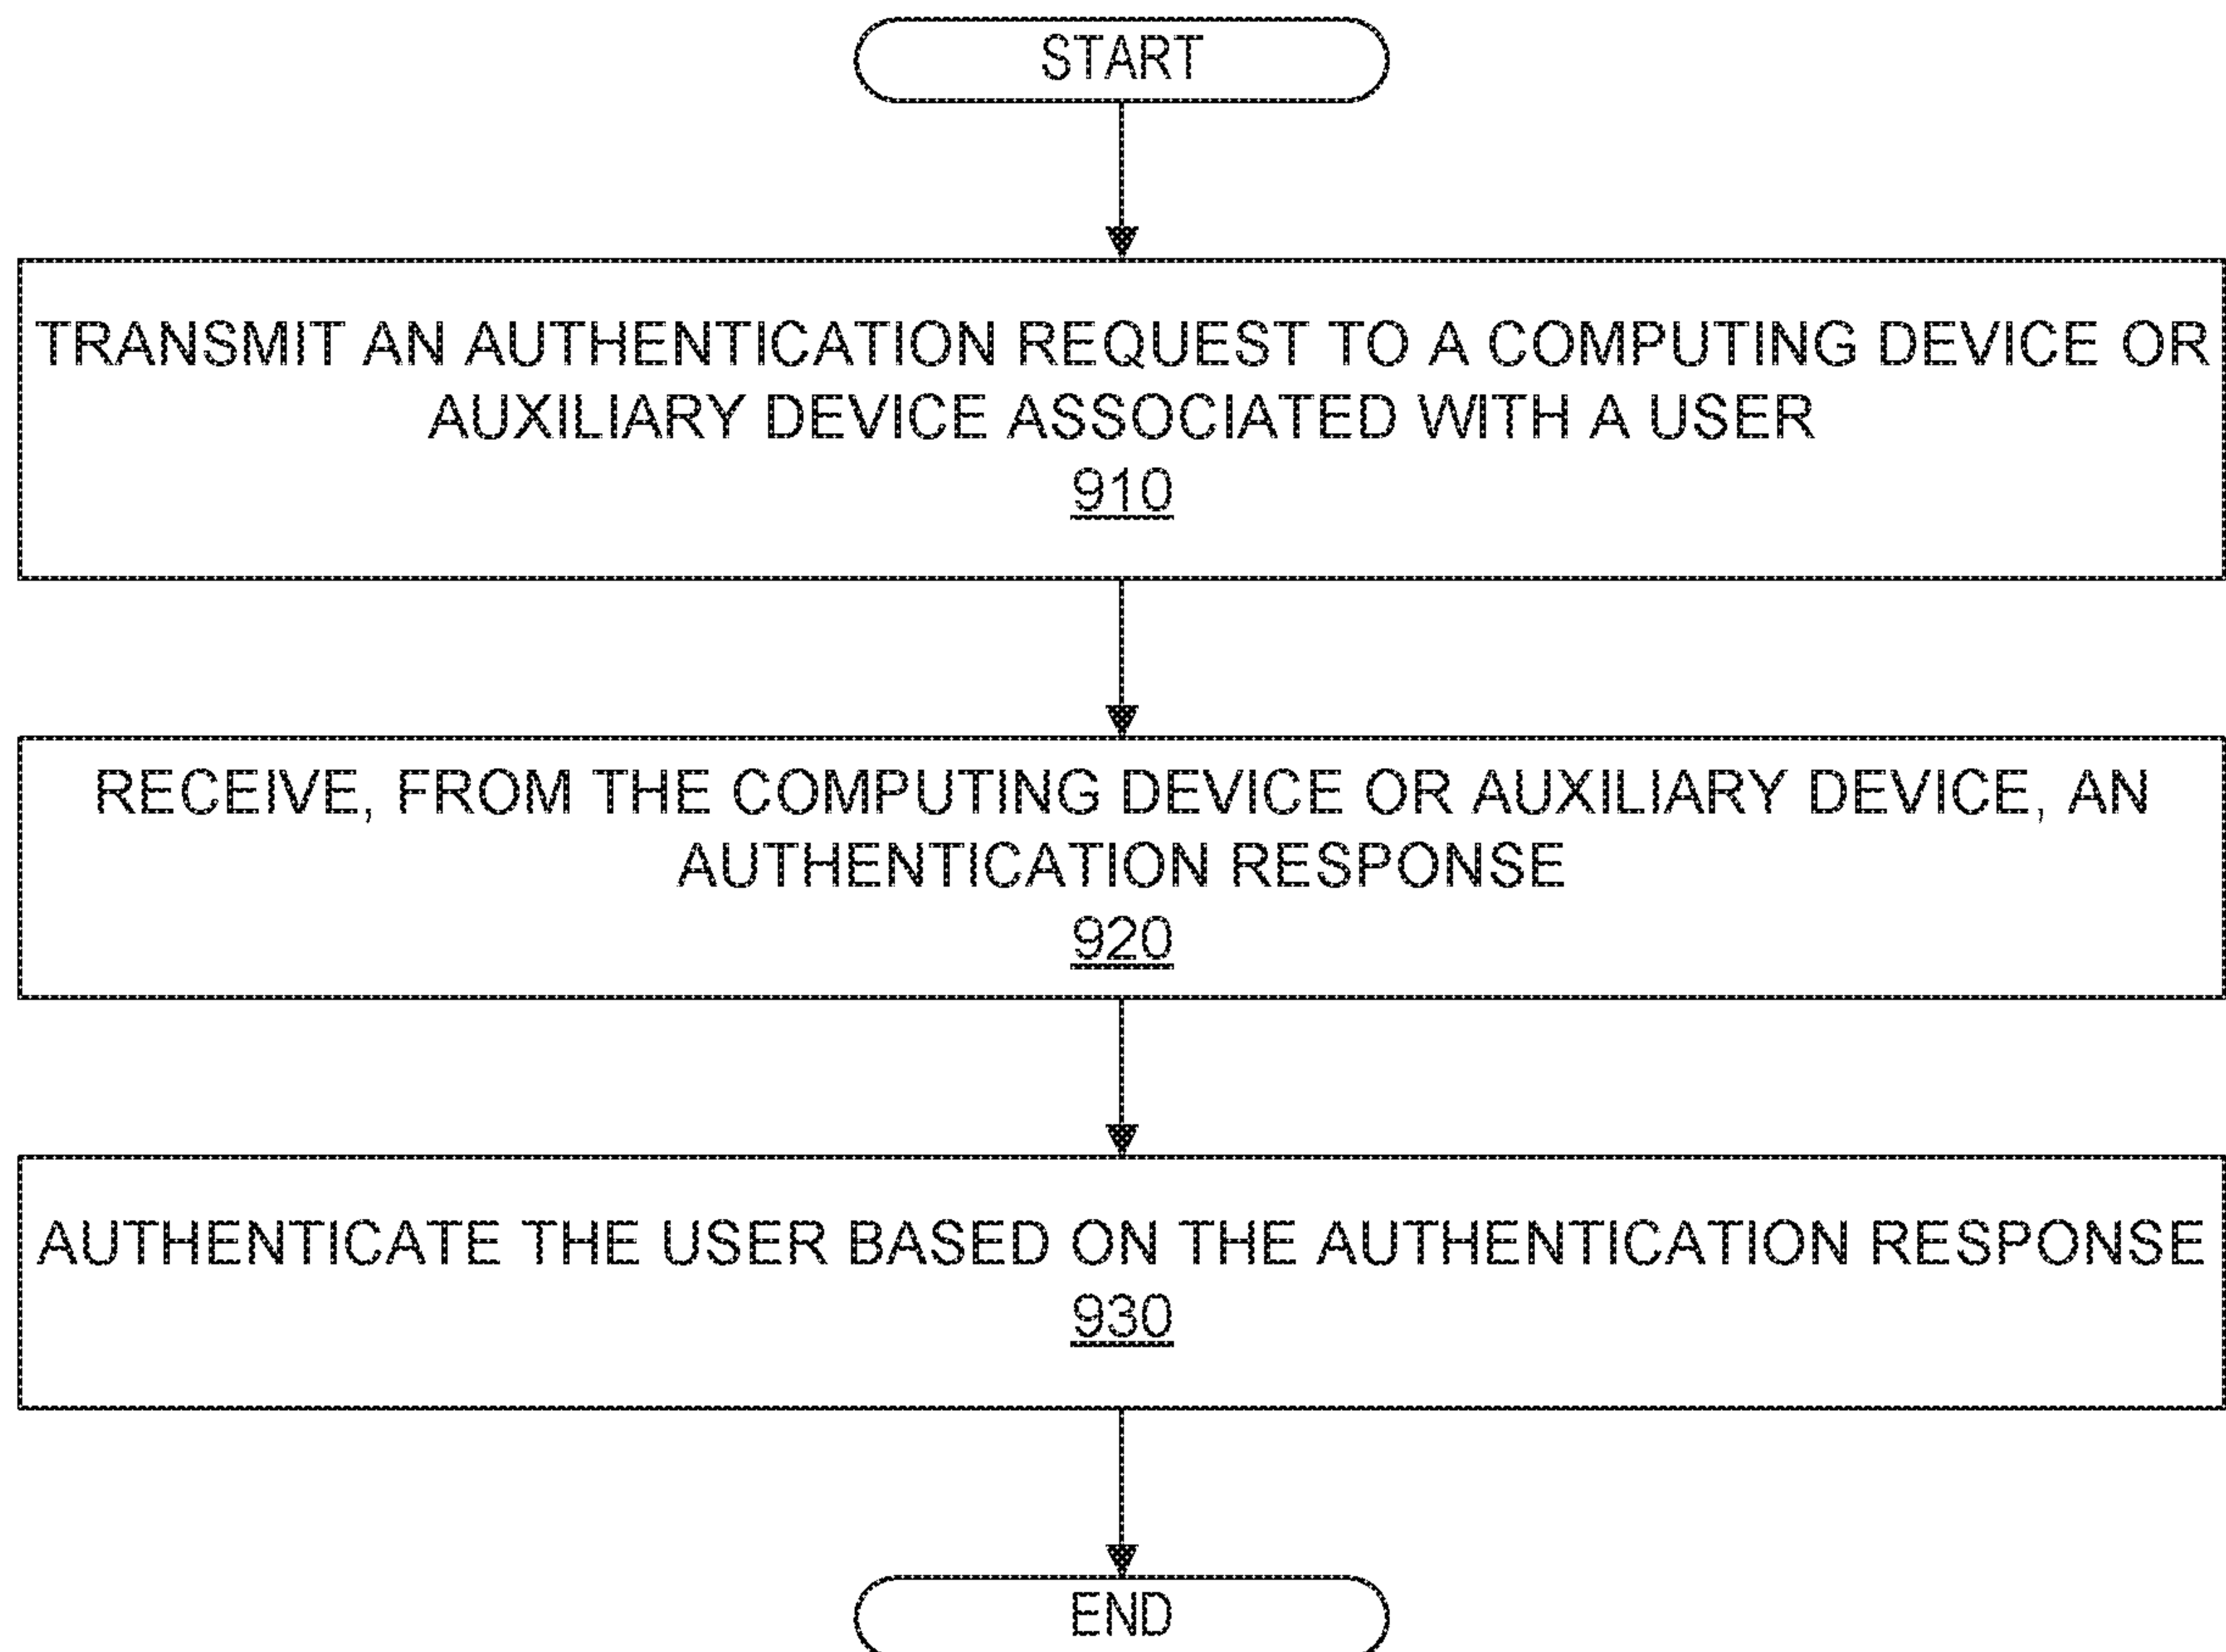 START
TRANSMIT AN AUTHENTICATION REQUEST TO A COMPUTING DEVICE OR
AUXILIARY DEVICE ASSOCIATED WITH A USER
910
RECEIVE, FROM THE COMPUTING DEVICE OR AUXILIARY DEVICE, AN
AUTHENTICATION RESPONSE
920
AUTHENTICATE THE USER BASED ON THE AUTHENTICATION RESPONSE
930
END